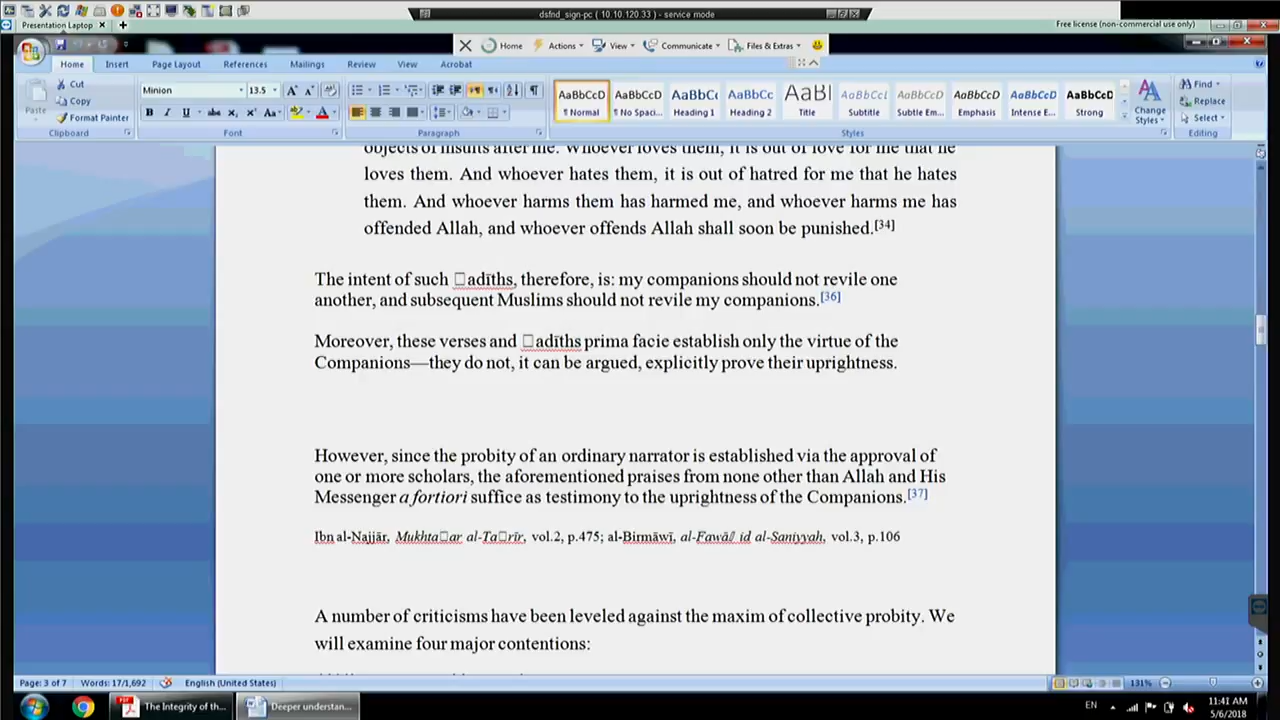 dsfnd_sign-pc ( 10.10.120.33 ) - service mode
Presentation Laptop
Free license (non-commercial use only)
Home Actions View Communicate Files & Extras
Home Insert Page Layout References Mailings Review View Acrobat
Cut
Copy
Format Painter
Paste
Clipboard
Minion 13.5
Font
Paragraph
AaBbCcD AaBbCcD AaBbC AaBbCc AaBl AaBbCcL AaBbCcD AaBbCcD AaBbCcD AaBbCcD
¶ Normal ¶ No Spaci... Heading 1 Heading 2 Title Subtitle Subtle Em... Emphasis Intense E... Strong
Change Styles
Styles
Find
Replace
Select
Editing
objects of insults after me. Whoever loves them, it is out of love for me that he
loves them. And whoever hates them, it is out of hatred for me that he hates
them. And whoever harms them has harmed me, and whoever harms me has
offended Allah, and whoever offends Allah shall soon be punished.[34]
The intent of such □adīths, therefore, is: my companions should not revile one
another, and subsequent Muslims should not revile my companions.[36]
Moreover, these verses and □adīths prima facie establish only the virtue of the
Companions—they do not, it can be argued, explicitly prove their uprightness.
However, since the probity of an ordinary narrator is established via the approval of
one or more scholars, the aforementioned praises from none other than Allah and His
Messenger a fortiori suffice as testimony to the uprightness of the Companions.[37]
Ibn al-Najjār, Mukhta□ar al-Ta□rīr, vol.2, p.475; al-Birmāwī, al-Fawā□id al-Saniyyah, vol.3, p.106
A number of criticisms have been leveled against the maxim of collective probity. We
will examine four major contentions:
Page: 3 of 7 Words: 17/1,692 English (United States) 131%
The Integrity of th... Deeper understan... EN 11:41 AM
5/6/2018